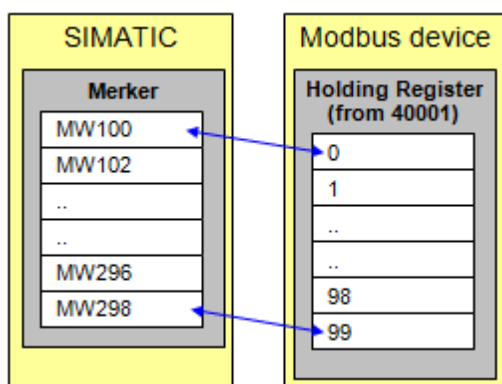 SIMATIC
Merker
MW100
MW102
..
..
MW296
MW298
Modbus device
Holding Register
(from 40001)
0
1
..
..
98
99